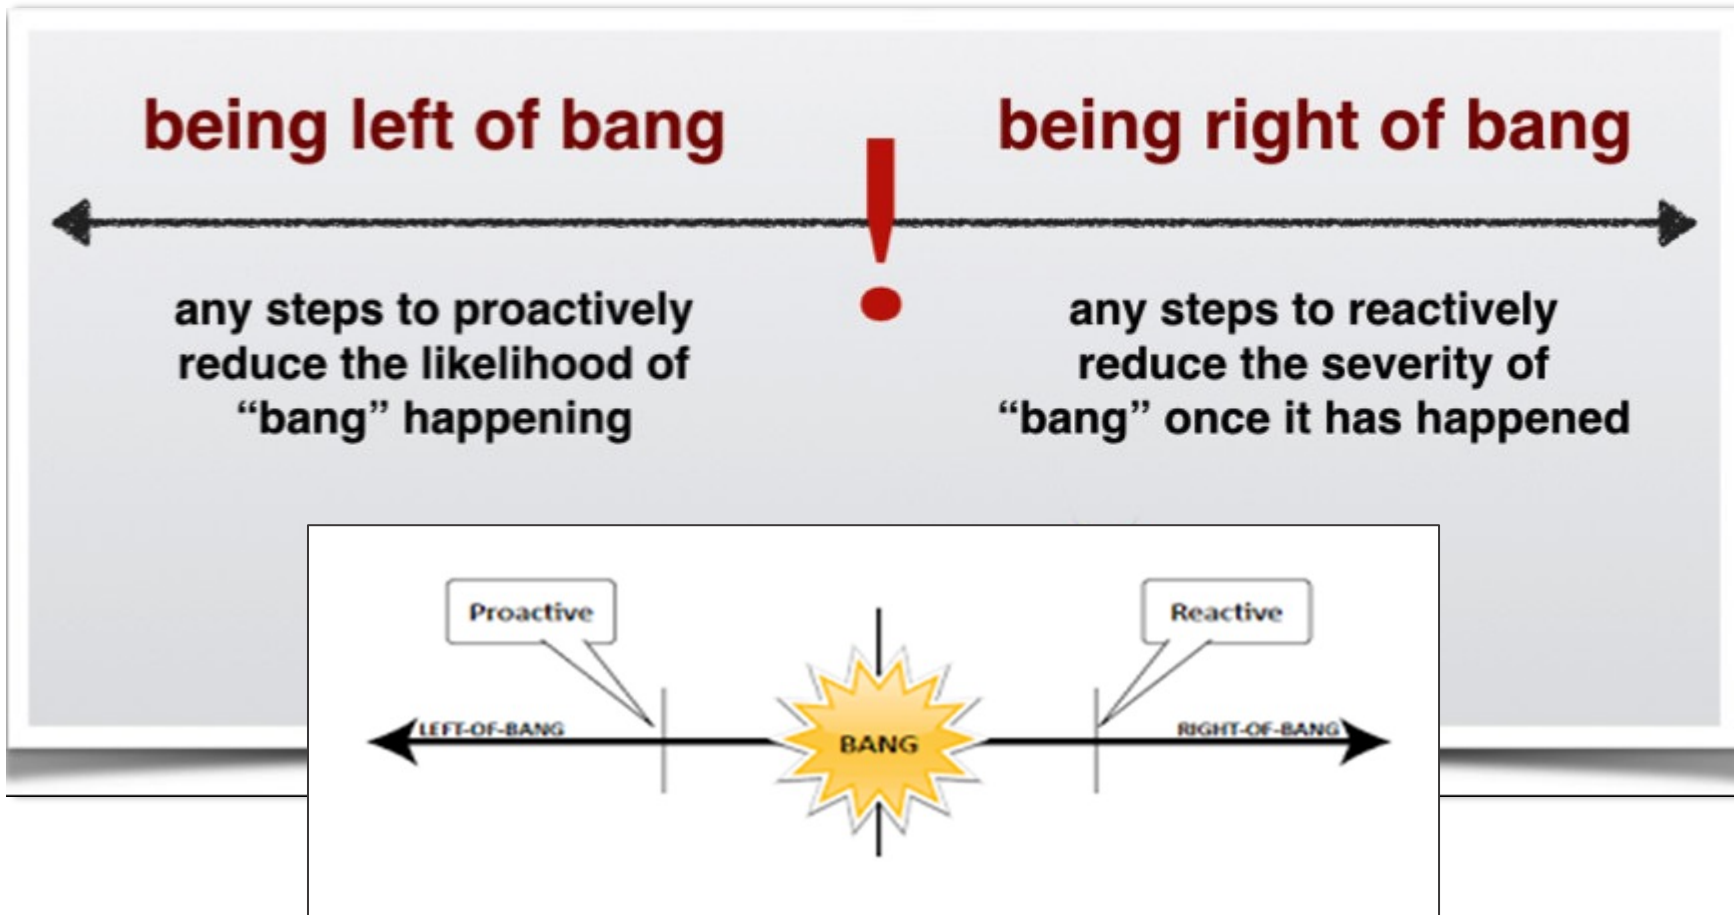 being left of bang
being right of bang
!
any steps to proactively
reduce the likelihood of
“bang” happening
any steps to reactively
reduce the severity of
“bang” once it has happened
Proactive
Reactive
LEFT-OF-BANG
BANG
RIGHT-OF-BANG